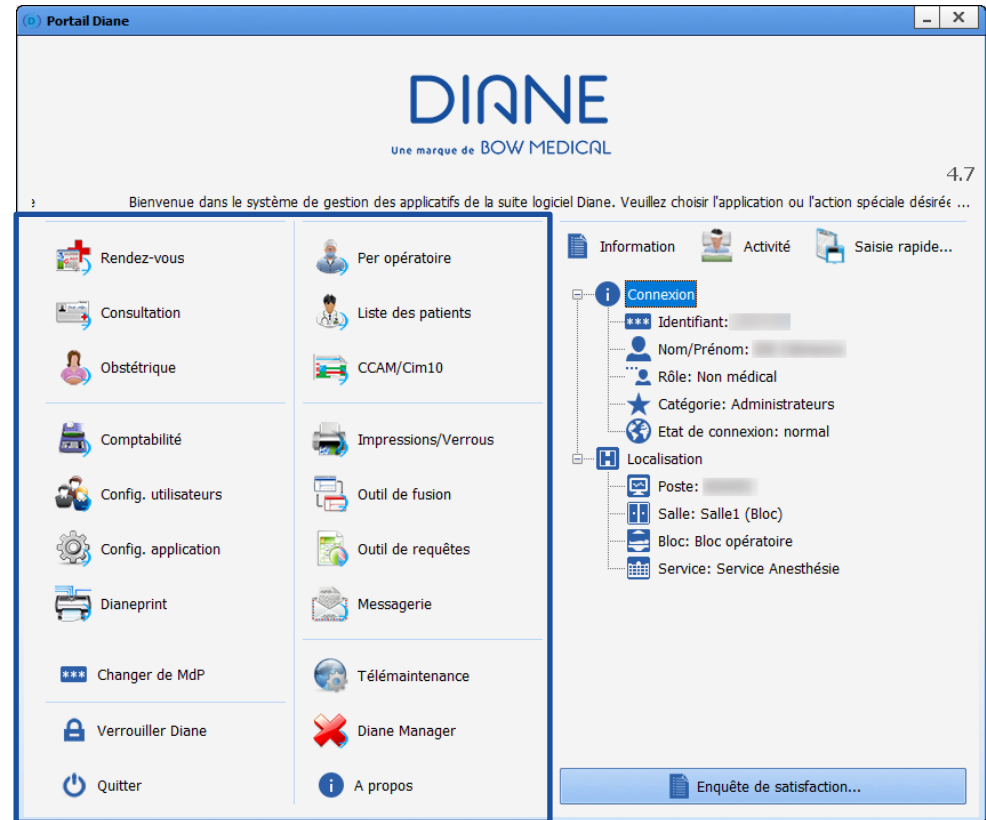 Portail Diane
DIANE
Une marque de BOW MEDICAL
4.7
Bienvenue dans le système de gestion des applicatifs de la suite logiciel Diane. Veuillez choisir l'application ou l'action spéciale désirée ...
Rendez-vous
Per opératoire
Consultation
Liste des patients
Obstétrique
CCAM/Cim10
Comptabilité
Impressions/Verrous
Config. utilisateurs
Outil de fusion
Config. application
Outil de requêtes
Dianeprint
Messagerie
Changer de MdP
Télémaintenance
Verrouiller Diane
Diane Manager
Quitter
A propos
Information
Activité
Saisie rapide...
Connexion
Identifiant:
Nom/Prénom:
Rôle: Non médical
Catégorie: Administrateurs
Etat de connexion: normal
Localisation
Poste:
Salle: Salle1 (Bloc)
Bloc: Bloc opératoire
Service: Service Anesthésie
Enquête de satisfaction...